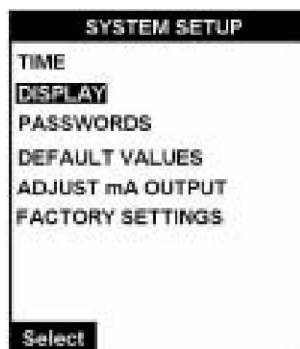 SYSTEM SETUP
TIME
DISPLAY
PASSWORDS
DEFAULT VALUES
ADJUST mA OUTPUT
FACTORY SETTINGS
Select